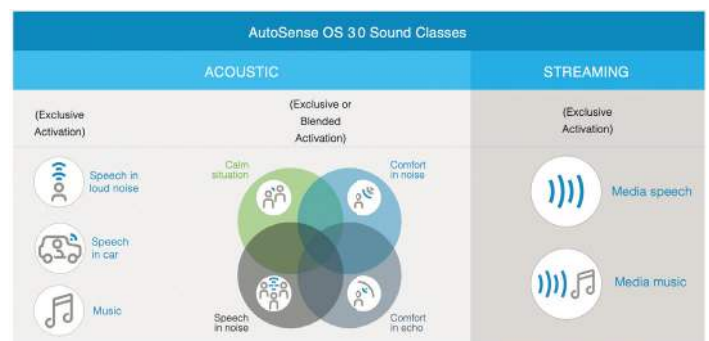 AutoSense OS 3.0 Sound Classes
ACOUSTIC
STREAMING
(Exclusive
Activation)
(Exclusive or
Blended
Activation)
(Exclusive
Activation)
Speech in
loud noise
Speech
in car
Music
Calm
situation
Comfort
in noise
Speech
in noise
Comfort
in echo
Media speech
Media music